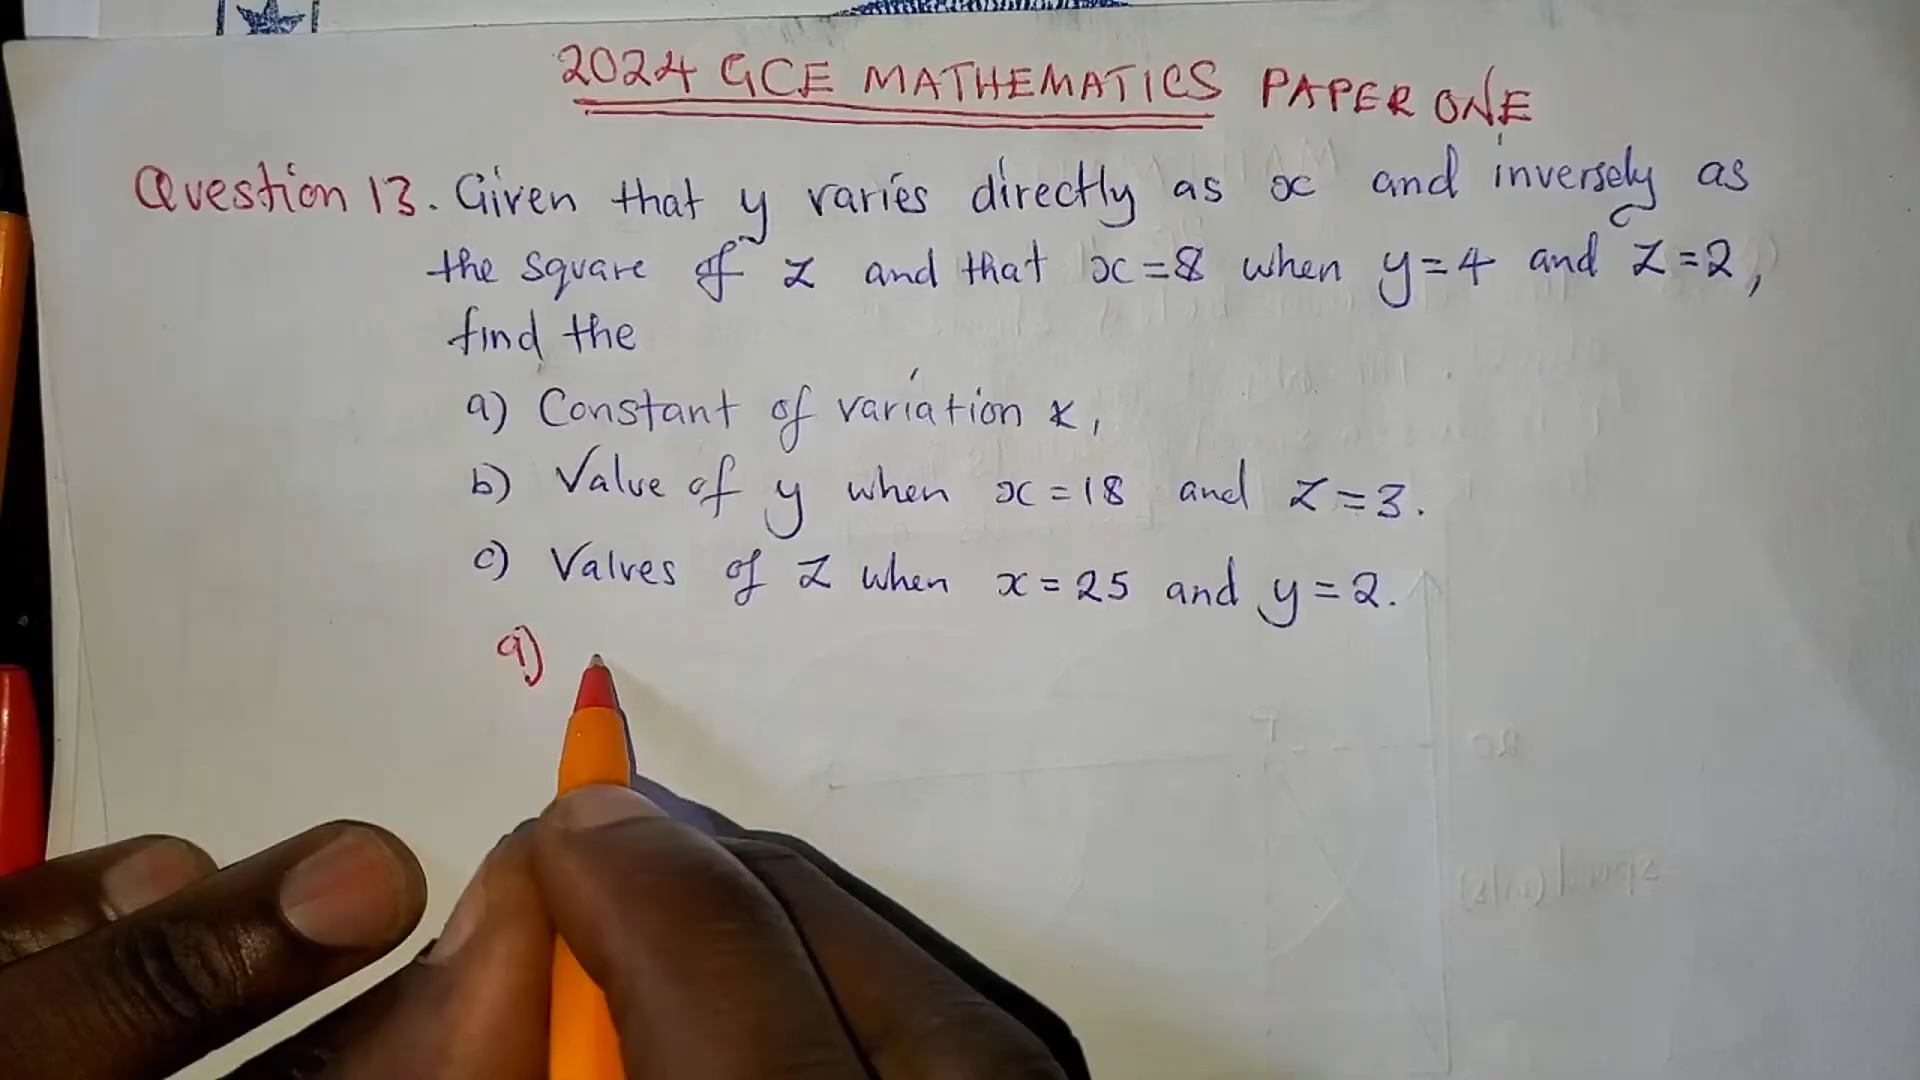 2024 GCE MATHEMATICS PAPER ONE
Question 13. Given that y varies directly as x and inversely as
the square of z and that x=8 when y=4 and z=2,
find the
a) Constant of variation k,
b) Value of y when x=18 and z=3.
c) Values of z when x=25 and y=2.
a)